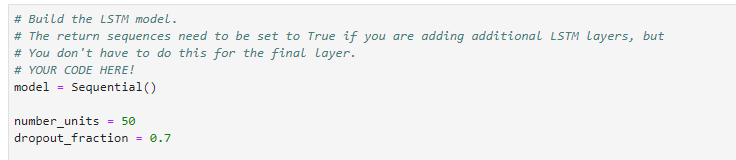 # Build the LSTM model.
# The return sequences need to be set to True if you are adding additional LSTM layers, but
# You don't have to do this for the final layer.
# YOUR CODE HERE!
model = Sequential()
number_units = 50
dropout_fraction = 0.7